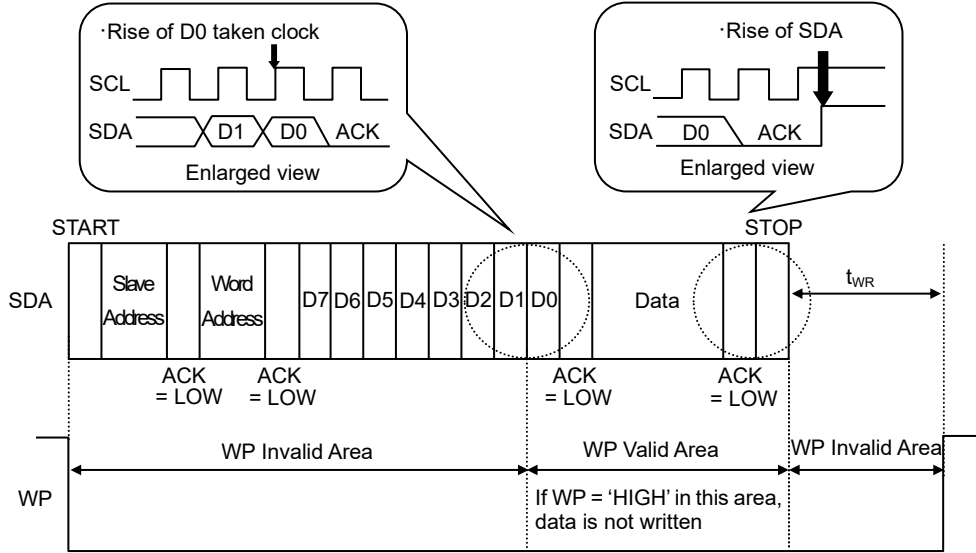 ·Rise of D0 taken clock
SCL
SDA D1 D0 ACK
Enlarged view
·Rise of SDA
SCL
SDA D0 ACK
Enlarged view
START
STOP
SDA
Slave
Address
Word
Address
D7 D6 D5 D4 D3 D2 D1 D0
Data
tWR
ACK
= LOW
ACK
= LOW
ACK
= LOW
ACK
= LOW
WP Invalid Area
WP Valid Area
WP Invalid Area
WP
If WP = ‘HIGH’ in this area,
data is not written